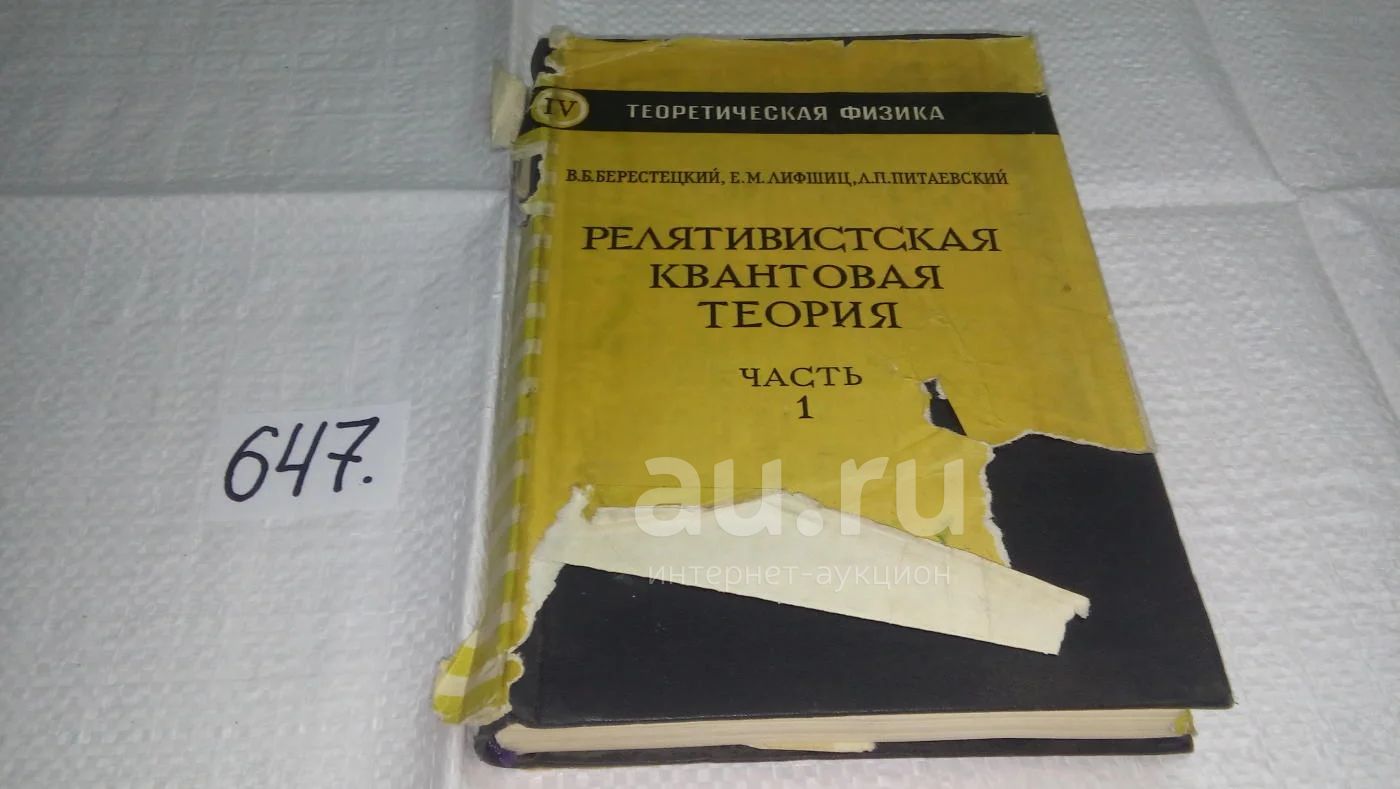 IV
ТЕОРЕТИЧЕСКАЯ ФИЗИКА
В.Б.БЕРЕСТЕЦКИЙ, Е.М.ЛИФШИЦ, Л.П.ПИТАЕВСКИЙ
РЕЛЯТИВИСТСКАЯ
КВАНТОВАЯ
ТЕОРИЯ
ЧАСТЬ
1
647.
au.ru
интернет-аукцион